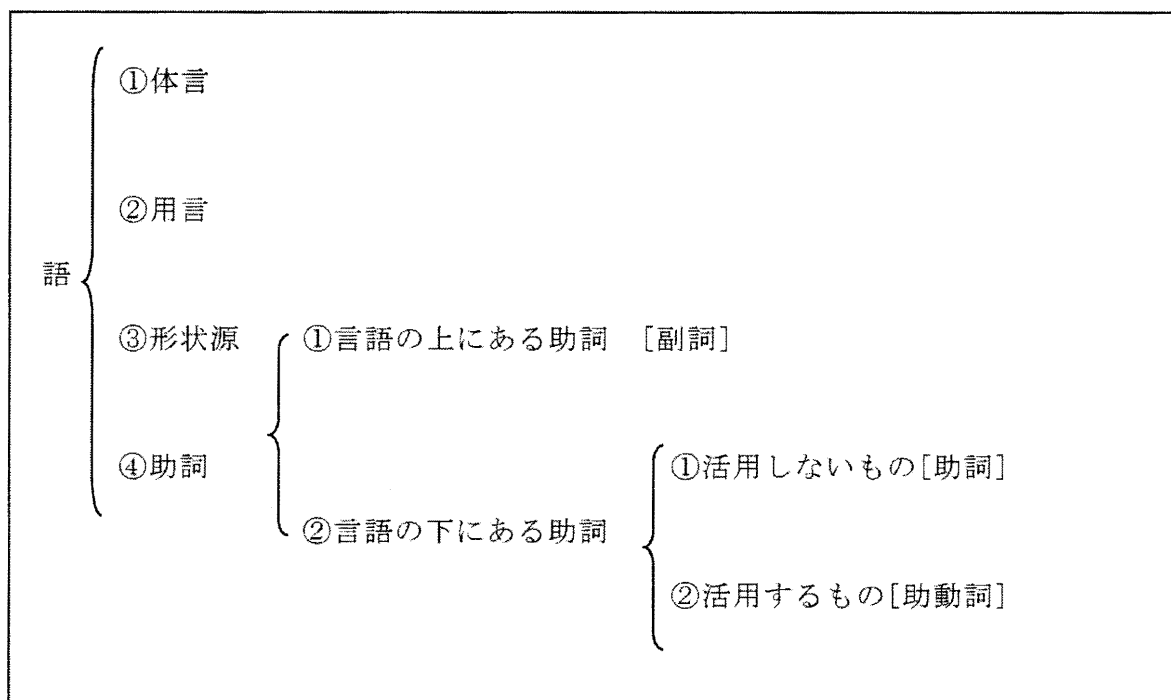 ①体言
②用言
語
③形状源 ①言語の上にある助詞 [副詞]
④助詞 ①活用しないもの[助詞]
②言語の下にある助詞
②活用するもの[助動詞]